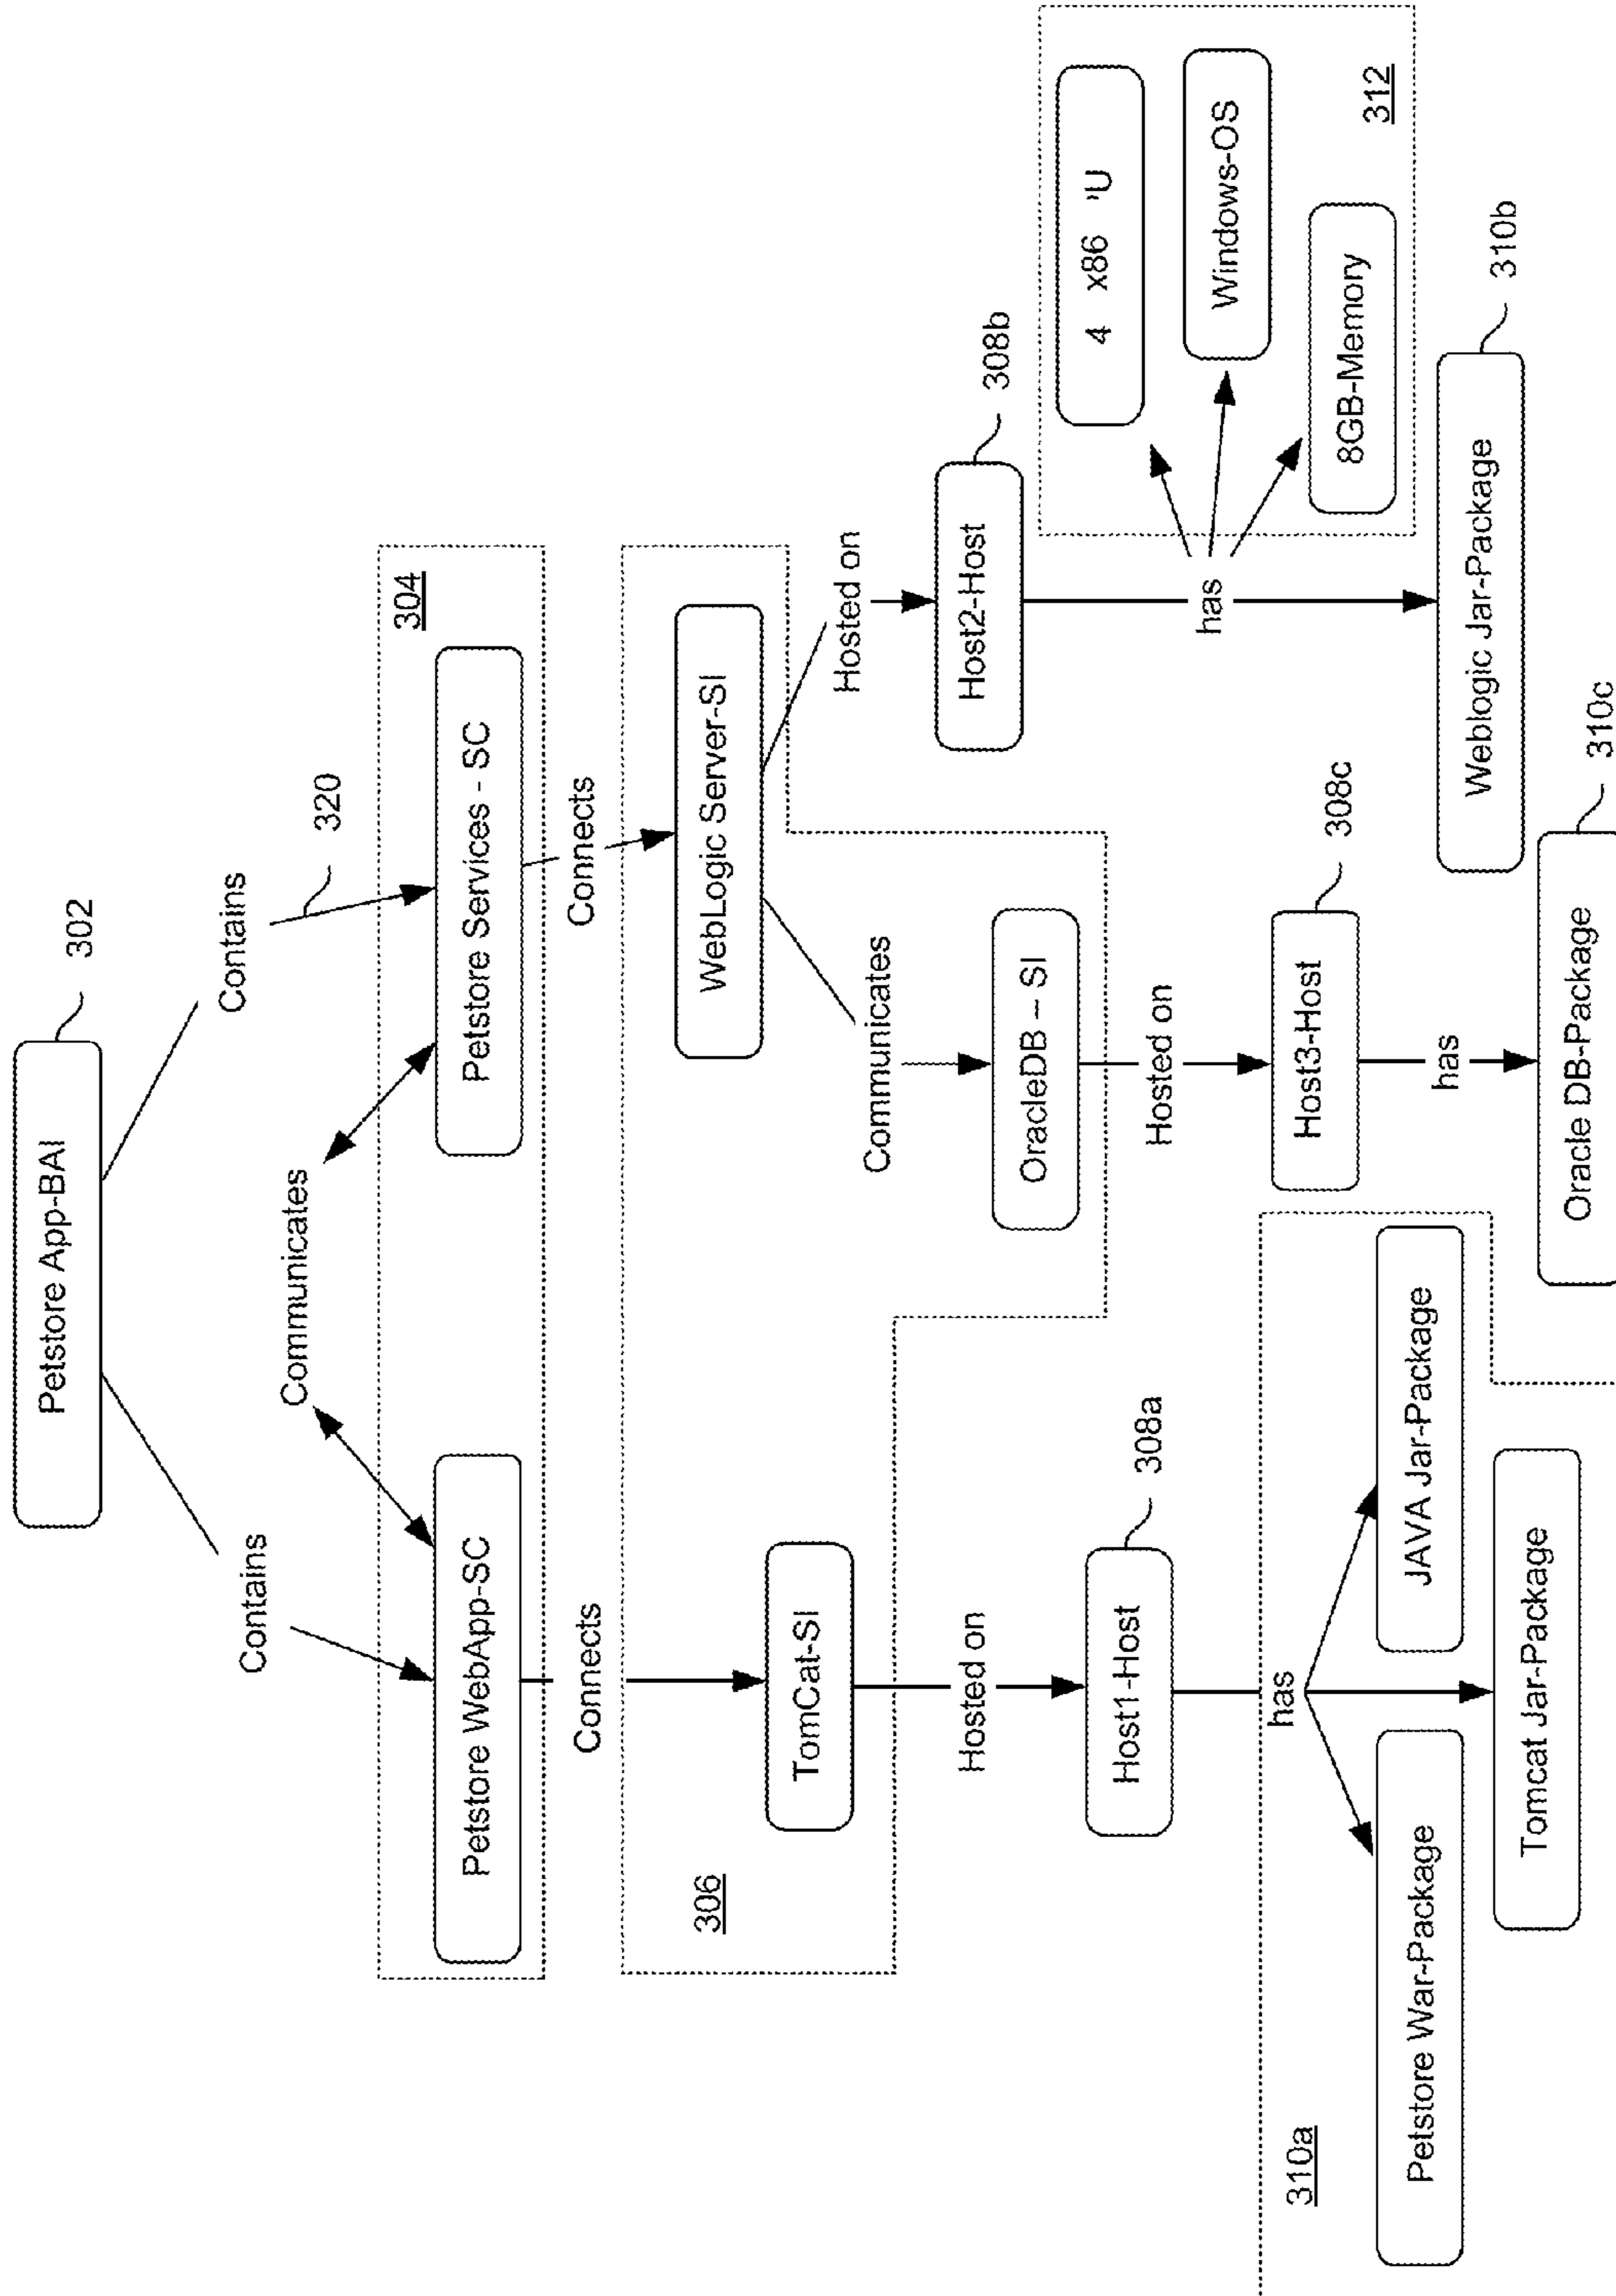 Petstore App-BAI
302
Contains
Contains
320
Communicates
304
Petstore WebApp-SC
Petstore Services - SC
Connects
Connects
306
WebLogic Server-SI
TomCat-SI
Communicates
Hosted on
OracleDB – SI
Host2-Host
308b
Hosted on
Hosted on
Host1-Host
308a
Host3-Host
308c
has
4 x86
Windows-OS
8GB-Memory
312
310a
has
Petstore War-Package
JAVA Jar-Package
Tomcat Jar-Package
has
Weblogic Jar-Package
310b
Oracle DB-Package
310c